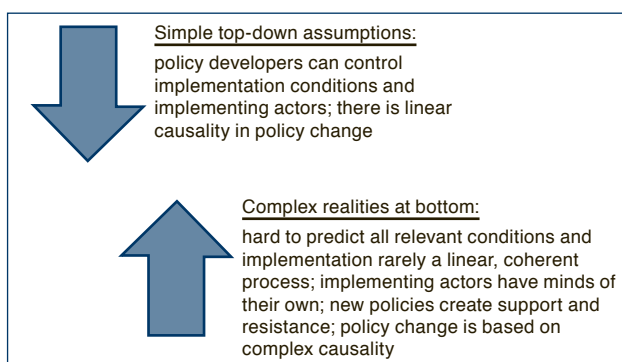 Simple top-down assumptions:
policy developers can control
implementation conditions and
implementing actors; there is linear
causality in policy change
Complex realities at bottom:
hard to predict all relevant conditions and
implementation rarely a linear, coherent
process; implementing actors have minds of
their own; new policies create support and
resistance; policy change is based on
complex causality